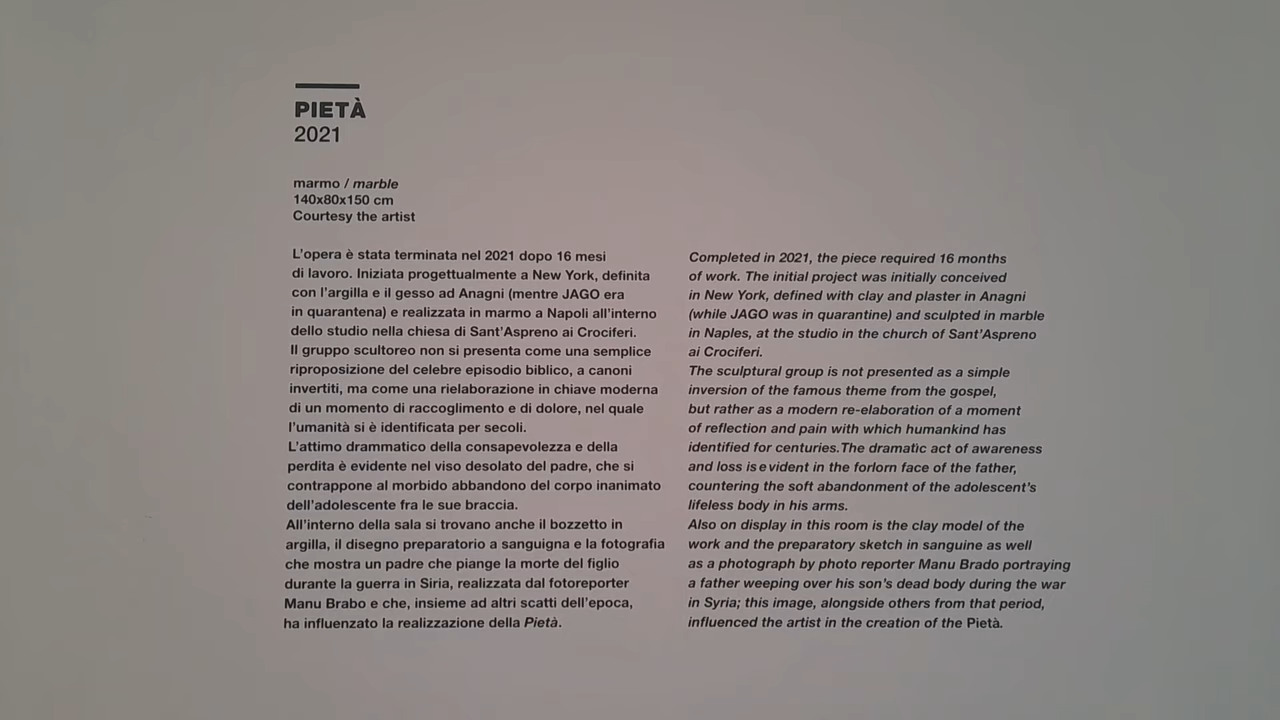 PIETÀ
2021
marmo / marble
140x80x150 cm
Courtesy the artist
L'opera è stata terminata nel 2021 dopo 16 mesi
di lavoro. Iniziata progettualmente a New York, definita
con l'argilla e il gesso ad Anagni (mentre JAGO era
in quarantena) e realizzata in marmo a Napoli all'interno
dello studio nella chiesa di Sant'Aspreno ai Crociferi.
Il gruppo scultoreo non si presenta come una semplice
riproposizione del celebre episodio biblico, a canoni
invertiti, ma come una rielaborazione in chiave moderna
di un momento di raccoglimento e di dolore, nel quale
l'umanità si è identificata per secoli.
L'attimo drammatico della consapevolezza e della
perdita è evidente nel viso desolato del padre, che si
contrappone al morbido abbandono del corpo inanimato
dell'adolescente fra le sue braccia.
All'interno della sala si trovano anche il bozzetto in
argilla, il disegno preparatorio a sanguigna e la fotografia
che mostra un padre che piange la morte del figlio
durante la guerra in Siria, realizzata dal fotoreporter
Manu Brabo e che, insieme ad altri scatti dell'epoca,
ha influenzato la realizzazione della Pietà.
Completed in 2021, the piece required 16 months
of work. The initial project was initially conceived
in New York, defined with clay and plaster in Anagni
(while JAGO was in quarantine) and sculpted in marble
in Naples, at the studio in the church of Sant'Aspreno
ai Crociferi.
The sculptural group is not presented as a simple
inversion of the famous theme from the gospel,
but rather as a modern re-elaboration of a moment
of reflection and pain with which humankind has
identified for centuries.The dramatic act of awareness
and loss is evident in the forlorn face of the father,
countering the soft abandonment of the adolescent's
lifeless body in his arms.
Also on display in this room is the clay model of the
work and the preparatory sketch in sanguine as well
as a photograph by photo reporter Manu Brado portraying
a father weeping over his son's dead body during the war
in Syria; this image, alongside others from that period,
influenced the artist in the creation of the Pietà.